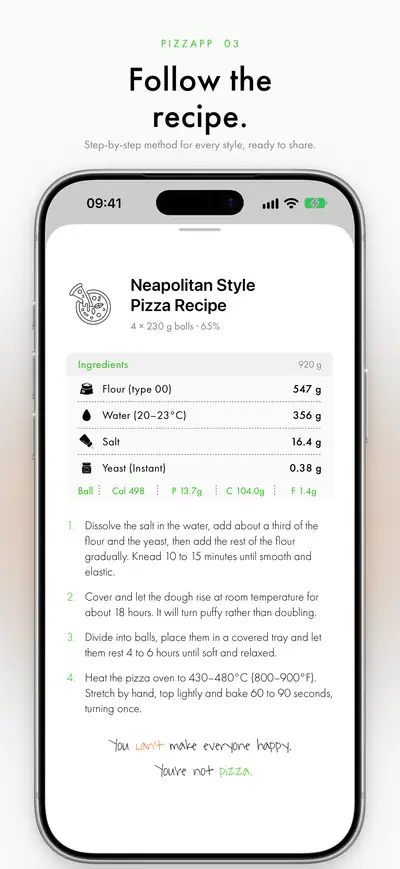 PIZZAPP 03
Follow the
recipe.
Step-by-step method for every style, ready to share.
09:41
Neapolitan Style
Pizza Recipe
4 × 230 g balls · 65%
Ingredients 920 g
Flour (type 00) 547 g
Water (20–23°C) 356 g
Salt 16.4 g
Yeast (Instant) 0.38 g
Ball Cal 498 P 13.7g C 104.0g F 1.4g
1. Dissolve the salt in the water, add about a third of the
flour and the yeast, then add the rest of the flour
gradually. Knead 10 to 15 minutes until smooth and
elastic.
2. Cover and let the dough rise at room temperature for
about 18 hours. It will turn puffy rather than doubling.
3. Divide into balls, place them in a covered tray and let
them rest 4 to 6 hours until soft and relaxed.
4. Heat the pizza oven to 430–480°C (800–900°F).
Stretch by hand, top lightly and bake 60 to 90 seconds,
turning once.
You can't make everyone happy.
You're not pizza.